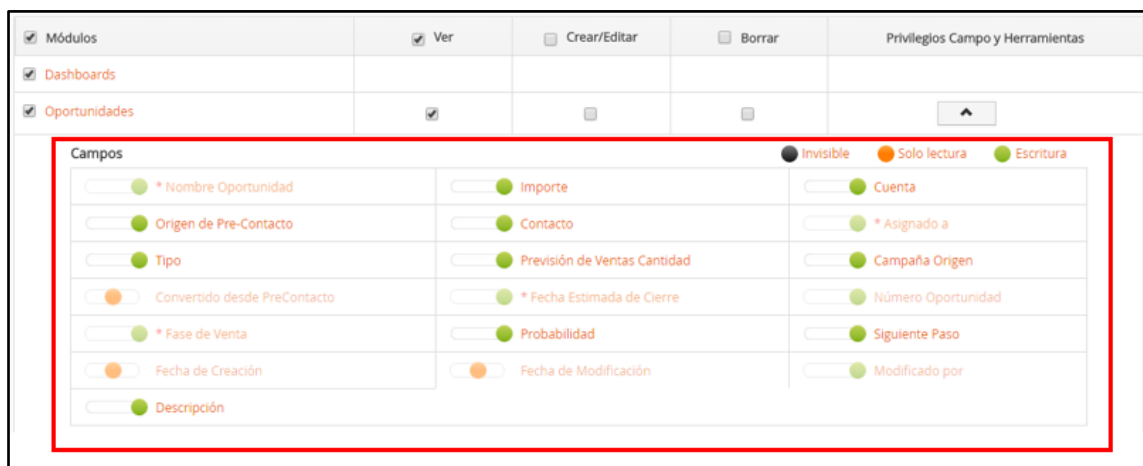 Módulos Ver Crear/Editar Borrar Privilegios Campo y Herramientas
Dashboards
Oportunidades
Campos Invisible Solo lectura Escritura
* Nombre Oportunidad Importe Cuenta
Origen de Pre-Contacto Contacto * Asignado a
Tipo Previsión de Ventas Cantidad Campaña Origen
Convertido desde PreContacto * Fecha Estimada de Cierre Número Oportunidad
* Fase de Venta Probabilidad Siguiente Paso
Fecha de Creación Fecha de Modificación Modificado por
Descripción